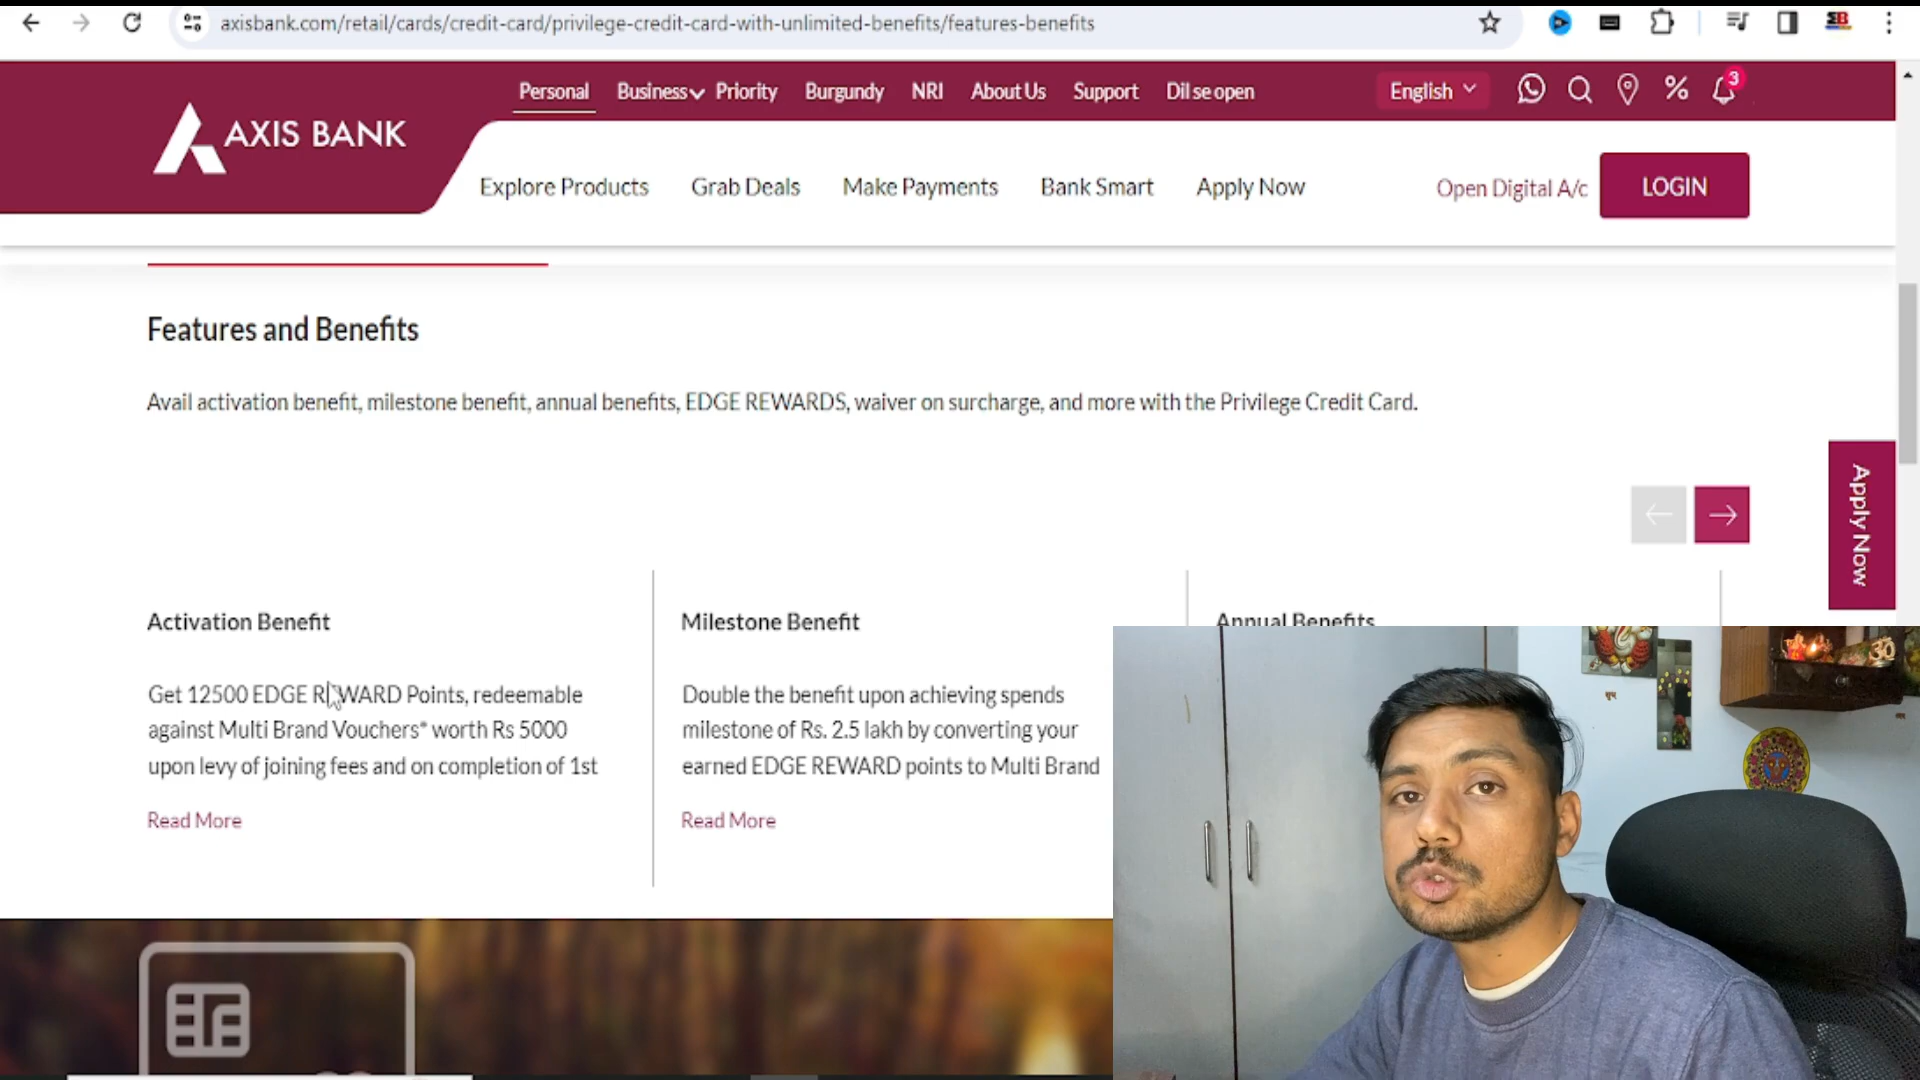 axisbank.com/retail/cards/credit-card/privilege-credit-card-with-unlimited-benefits/features-benefits
Personal Business Priority Burgundy NRI About Us Support Dil se open English 3
AXIS BANK
Explore Products Grab Deals Make Payments Bank Smart Apply Now Open Digital A/c LOGIN
Features and Benefits
Avail activation benefit, milestone benefit, annual benefits, EDGE REWARDS, waiver on surcharge, and more with the Privilege Credit Card.
Apply Now
Activation Benefit
Get 12500 EDGE REWARD Points, redeemable
against Multi Brand Vouchers* worth Rs 5000
upon levy of joining fees and on completion of 1st
Read More
Milestone Benefit
Double the benefit upon achieving spends
milestone of Rs. 2.5 lakh by converting your
earned EDGE REWARD points to Multi Brand
Read More
Annual Benefits
30